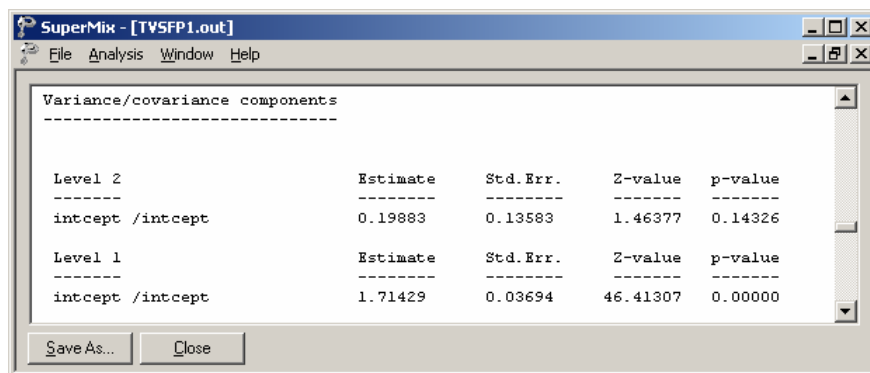 SuperMix - [TVSFP1.out]
File Analysis Window Help
Variance/covariance components
------------------------------
Level 2 Estimate Std.Err. Z-value p-value
------- -------- -------- ------- -------
intcept /intcept 0.19883 0.13583 1.46377 0.14326
Level 1 Estimate Std.Err. Z-value p-value
------- -------- -------- ------- -------
intcept /intcept 1.71429 0.03694 46.41307 0.00000
Save As... Close